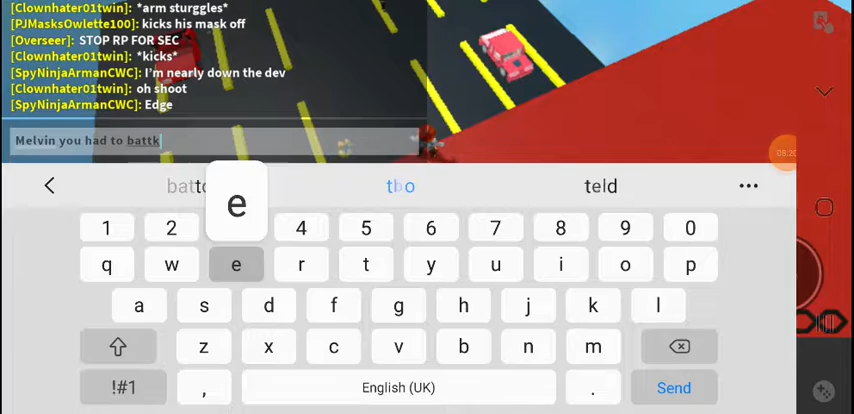 [Clownhater01twin]: *arm sturggles*
[PJMasksOwlette100]: kicks his mask off
[Overseer]: STOP RP FOR SEC
[Clownhater01twin]: *kicks*
[SpyNinjaArmanCWC]: I'm nearly down the dev
[Clownhater01twin]: oh shoot
[SpyNinjaArmanCWC]: Edge
Melvin you had to battk
teld
e
1 2 4 5 6 7 8 9 0
q w e r t y u i o p
a s d f g h j k l
z x c v b n m
!#1 , English (UK) . Send